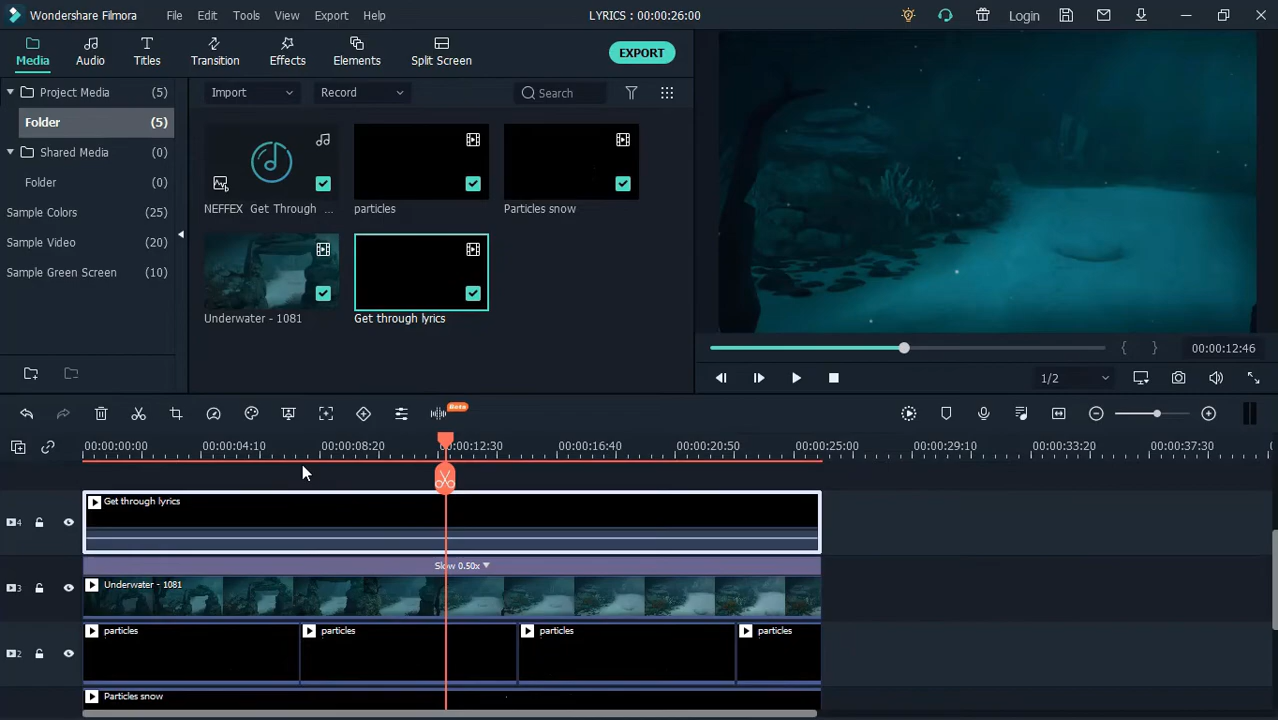 Wondershare Filmora File Edit Tools View Export Help LYRICS : 00:00:26:00 Login
Media Audio Titles Transition Effects Elements Split Screen EXPORT
Project Media (5) Import Record Search
Folder (5)
Shared Media (0)
Folder (0)
Sample Colors (25)
Sample Video (20)
Sample Green Screen (10)
NEFFEX Get Through ... particles Particles snow
Underwater - 1081 Get through lyrics
00:00:12:46
1/2
Beta
00:00:00:00 00:00:04:10 00:00:08:20 00:00:12:30 00:00:16:40 00:00:20:50 00:00:25:00 00:00:29:10 00:00:33:20 00:00:37:30
4 Get through lyrics
Slow 0.50x
3 Underwater - 1081
2 particles particles particles particles
Particles snow